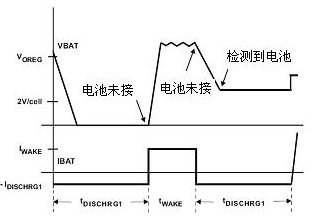 VBAT
VOREG
检测到电池
电池未接
电池未接
2V/cell
tWAKE
IBAT
- IDISCHRG1
tDISCHRG1
tWAKE
tDISCHRG1